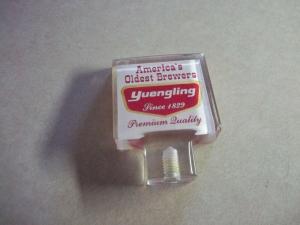 America's
Oldest Brewers
Yuengling
Since 1829
Premium Quality